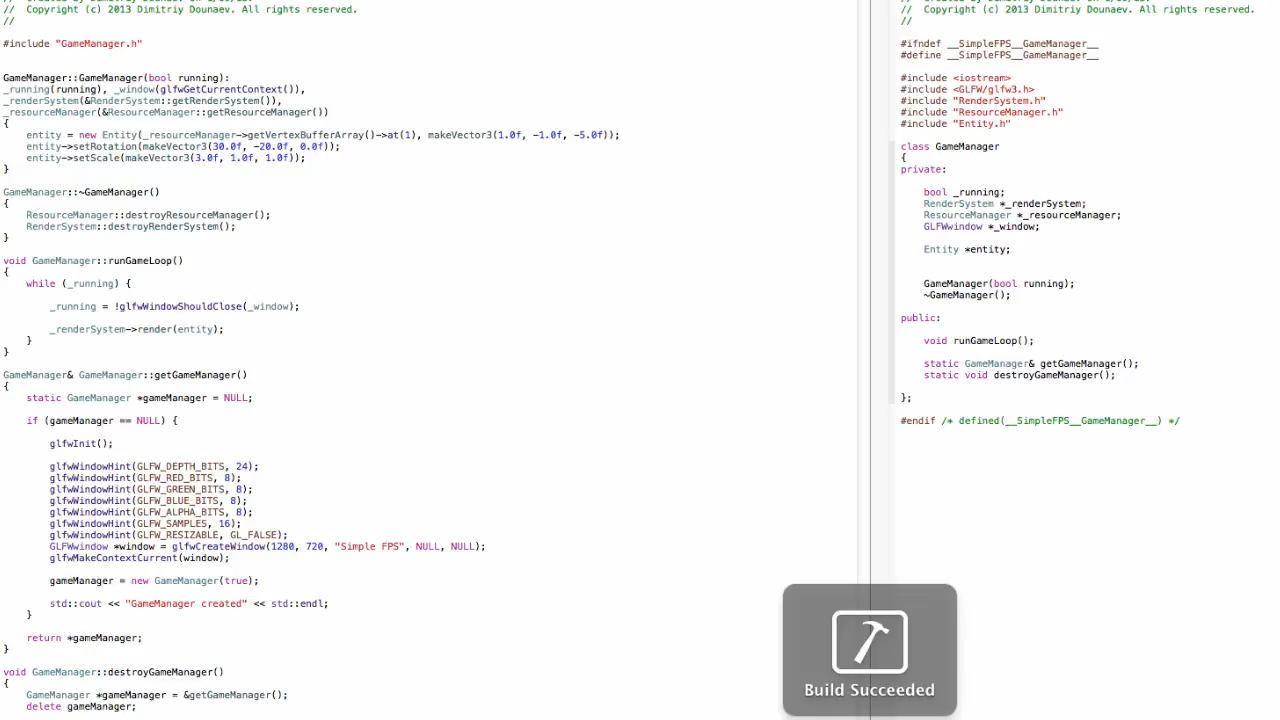 //  Copyright (c) 2013 Dimitriy Dounaev. All rights reserved.
//
#include "GameManager.h"
GameManager::GameManager(bool running):
_running(running), _window(glfwGetCurrentContext()),
_renderSystem(&RenderSystem::getRenderSystem()),
_resourceManager(&ResourceManager::getResourceManager())
{
    entity = new Entity(_resourceManager->getVertexBufferArray()->at(1), makeVector3(1.0f, -1.0f, -5.0f));
    entity->setRotation(makeVector3(30.0f, -20.0f, 0.0f));
    entity->setScale(makeVector3(3.0f, 1.0f, 1.0f));
}
GameManager::~GameManager()
{
    ResourceManager::destroyResourceManager();
    RenderSystem::destroyRenderSystem();
}
void GameManager::runGameLoop()
{
    while (_running) {
        _running = !glfwWindowShouldClose(_window);
        _renderSystem->render(entity);
    }
}
GameManager& GameManager::getGameManager()
{
    static GameManager *gameManager = NULL;
    if (gameManager == NULL) {
        glfwInit();
        glfwWindowHint(GLFW_DEPTH_BITS, 24);
        glfwWindowHint(GLFW_RED_BITS, 8);
        glfwWindowHint(GLFW_GREEN_BITS, 8);
        glfwWindowHint(GLFW_BLUE_BITS, 8);
        glfwWindowHint(GLFW_ALPHA_BITS, 8);
        glfwWindowHint(GLFW_SAMPLES, 16);
        glfwWindowHint(GLFW_RESIZABLE, GL_FALSE);
        GLFWwindow *window = glfwCreateWindow(1280, 720, "Simple FPS", NULL, NULL);
        glfwMakeContextCurrent(window);
        gameManager = new GameManager(true);
        std::cout << "GameManager created" << std::endl;
    }
    return *gameManager;
}
void GameManager::destroyGameManager()
{
    GameManager *gameManager = &getGameManager();
    delete gameManager;
//  Copyright (c) 2013 Dimitriy Dounaev. All rights reserved.
//
#ifndef __SimpleFPS__GameManager__
#define __SimpleFPS__GameManager__
#include <iostream>
#include <GLFW/glfw3.h>
#include "RenderSystem.h"
#include "ResourceManager.h"
#include "Entity.h"
class GameManager
{
private:
    bool _running;
    RenderSystem *_renderSystem;
    ResourceManager *_resourceManager;
    GLFWwindow *_window;
    Entity *entity;
    GameManager(bool running);
    ~GameManager();
public:
    void runGameLoop();
    static GameManager& getGameManager();
    static void destroyGameManager();
};
#endif /* defined(__SimpleFPS__GameManager__) */
Build Succeeded